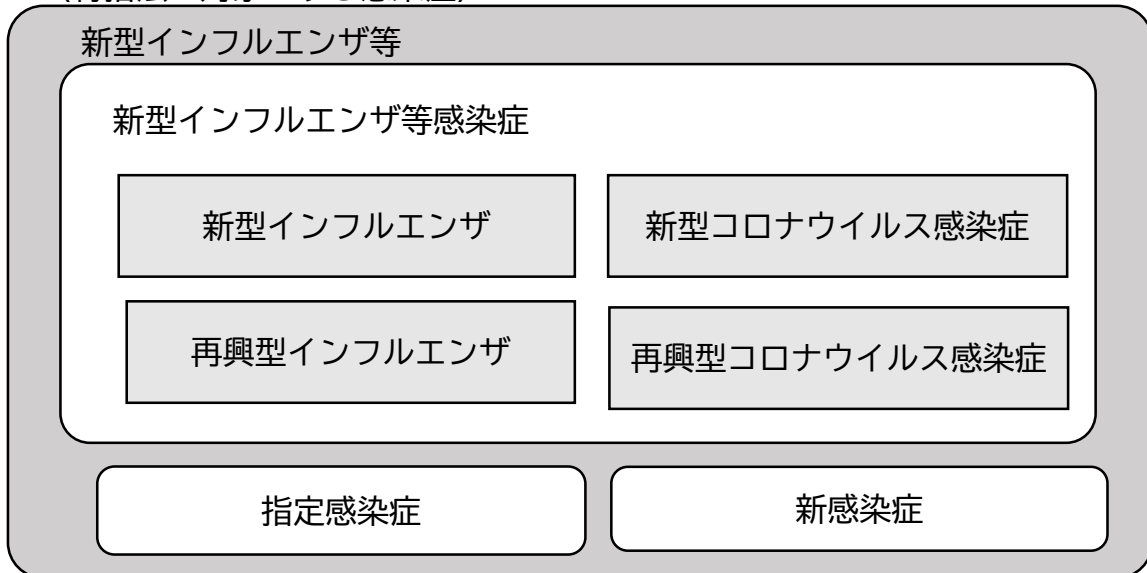 新型インフルエンザ等
新型インフルエンザ等感染症
新型インフルエンザ
新型コロナウイルス感染症
再興型インフルエンザ
再興型コロナウイルス感染症
指定感染症
新感染症